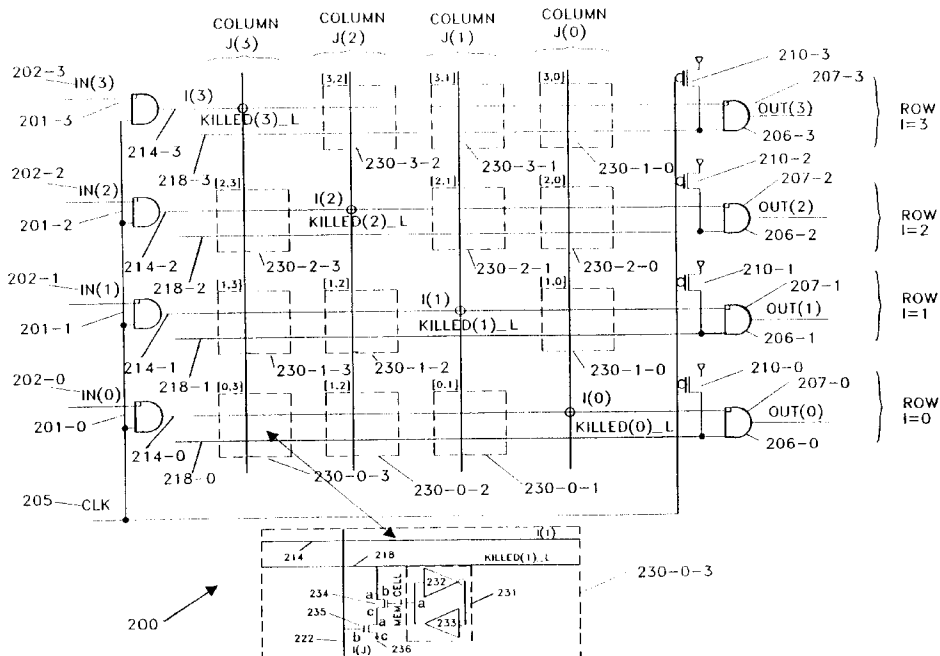 COLUMN J(3)
COLUMN J(2)
COLUMN J(1)
COLUMN J(0)
202-3
IN(3)
201-3
I(3)
KILLED(3)_L
214-3
218-3
[3,2]
[3,1]
[3,0]
230-3-2
230-3-1
230-1-0
210-3
207-3
OUT(3)
206-3
ROW I=3
202-2
IN(2)
201-2
[2,3]
I(2)
KILLED(2)_L
[2,1]
[2,0]
214-2
218-2
230-2-3
230-2-1
230-2-0
210-2
207-2
OUT(2)
206-2
ROW I=2
202-1
IN(1)
201-1
[1,3]
[1,2]
I(1)
KILLED(1)_L
[1,0]
214-1
218-1
230-1-3
230-1-2
230-1-0
210-1
207-1
OUT(1)
206-1
ROW I=1
202-0
IN(0)
201-0
[0,3]
[1,2]
[0,1]
I(0)
KILLED(0)_L
214-0
218-0
230-0-3
230-0-2
230-0-1
210-0
207-0
OUT(0)
206-0
ROW I=0
205
CLK
200
I(1)
214
218
KILLED(1)_L
230-0-3
234
a
b
c
MEM_CELL
232
a
231
235
a
233
222
b
c
I(J)
236